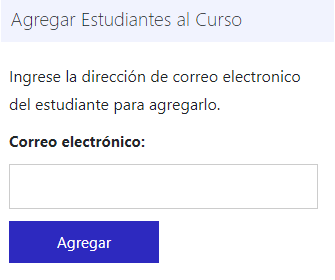 Agregar Estudiantes al Curso
Ingrese la dirección de correo electronico
del estudiante para agregarlo.
Correo electrónico:
Agregar